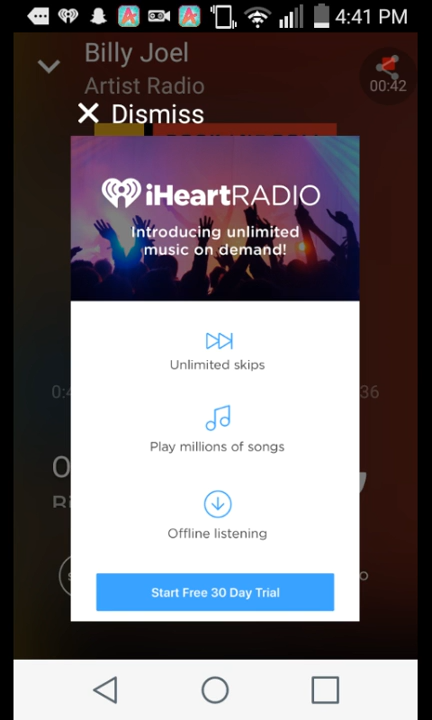 4:41 PM
Billy Joel
Artist Radio
00:42
Dismiss
iHeartRADIO
Introducing unlimited
music on demand!
Unlimited skips
36
Play millions of songs
Offline listening
Start Free 30 Day Trial